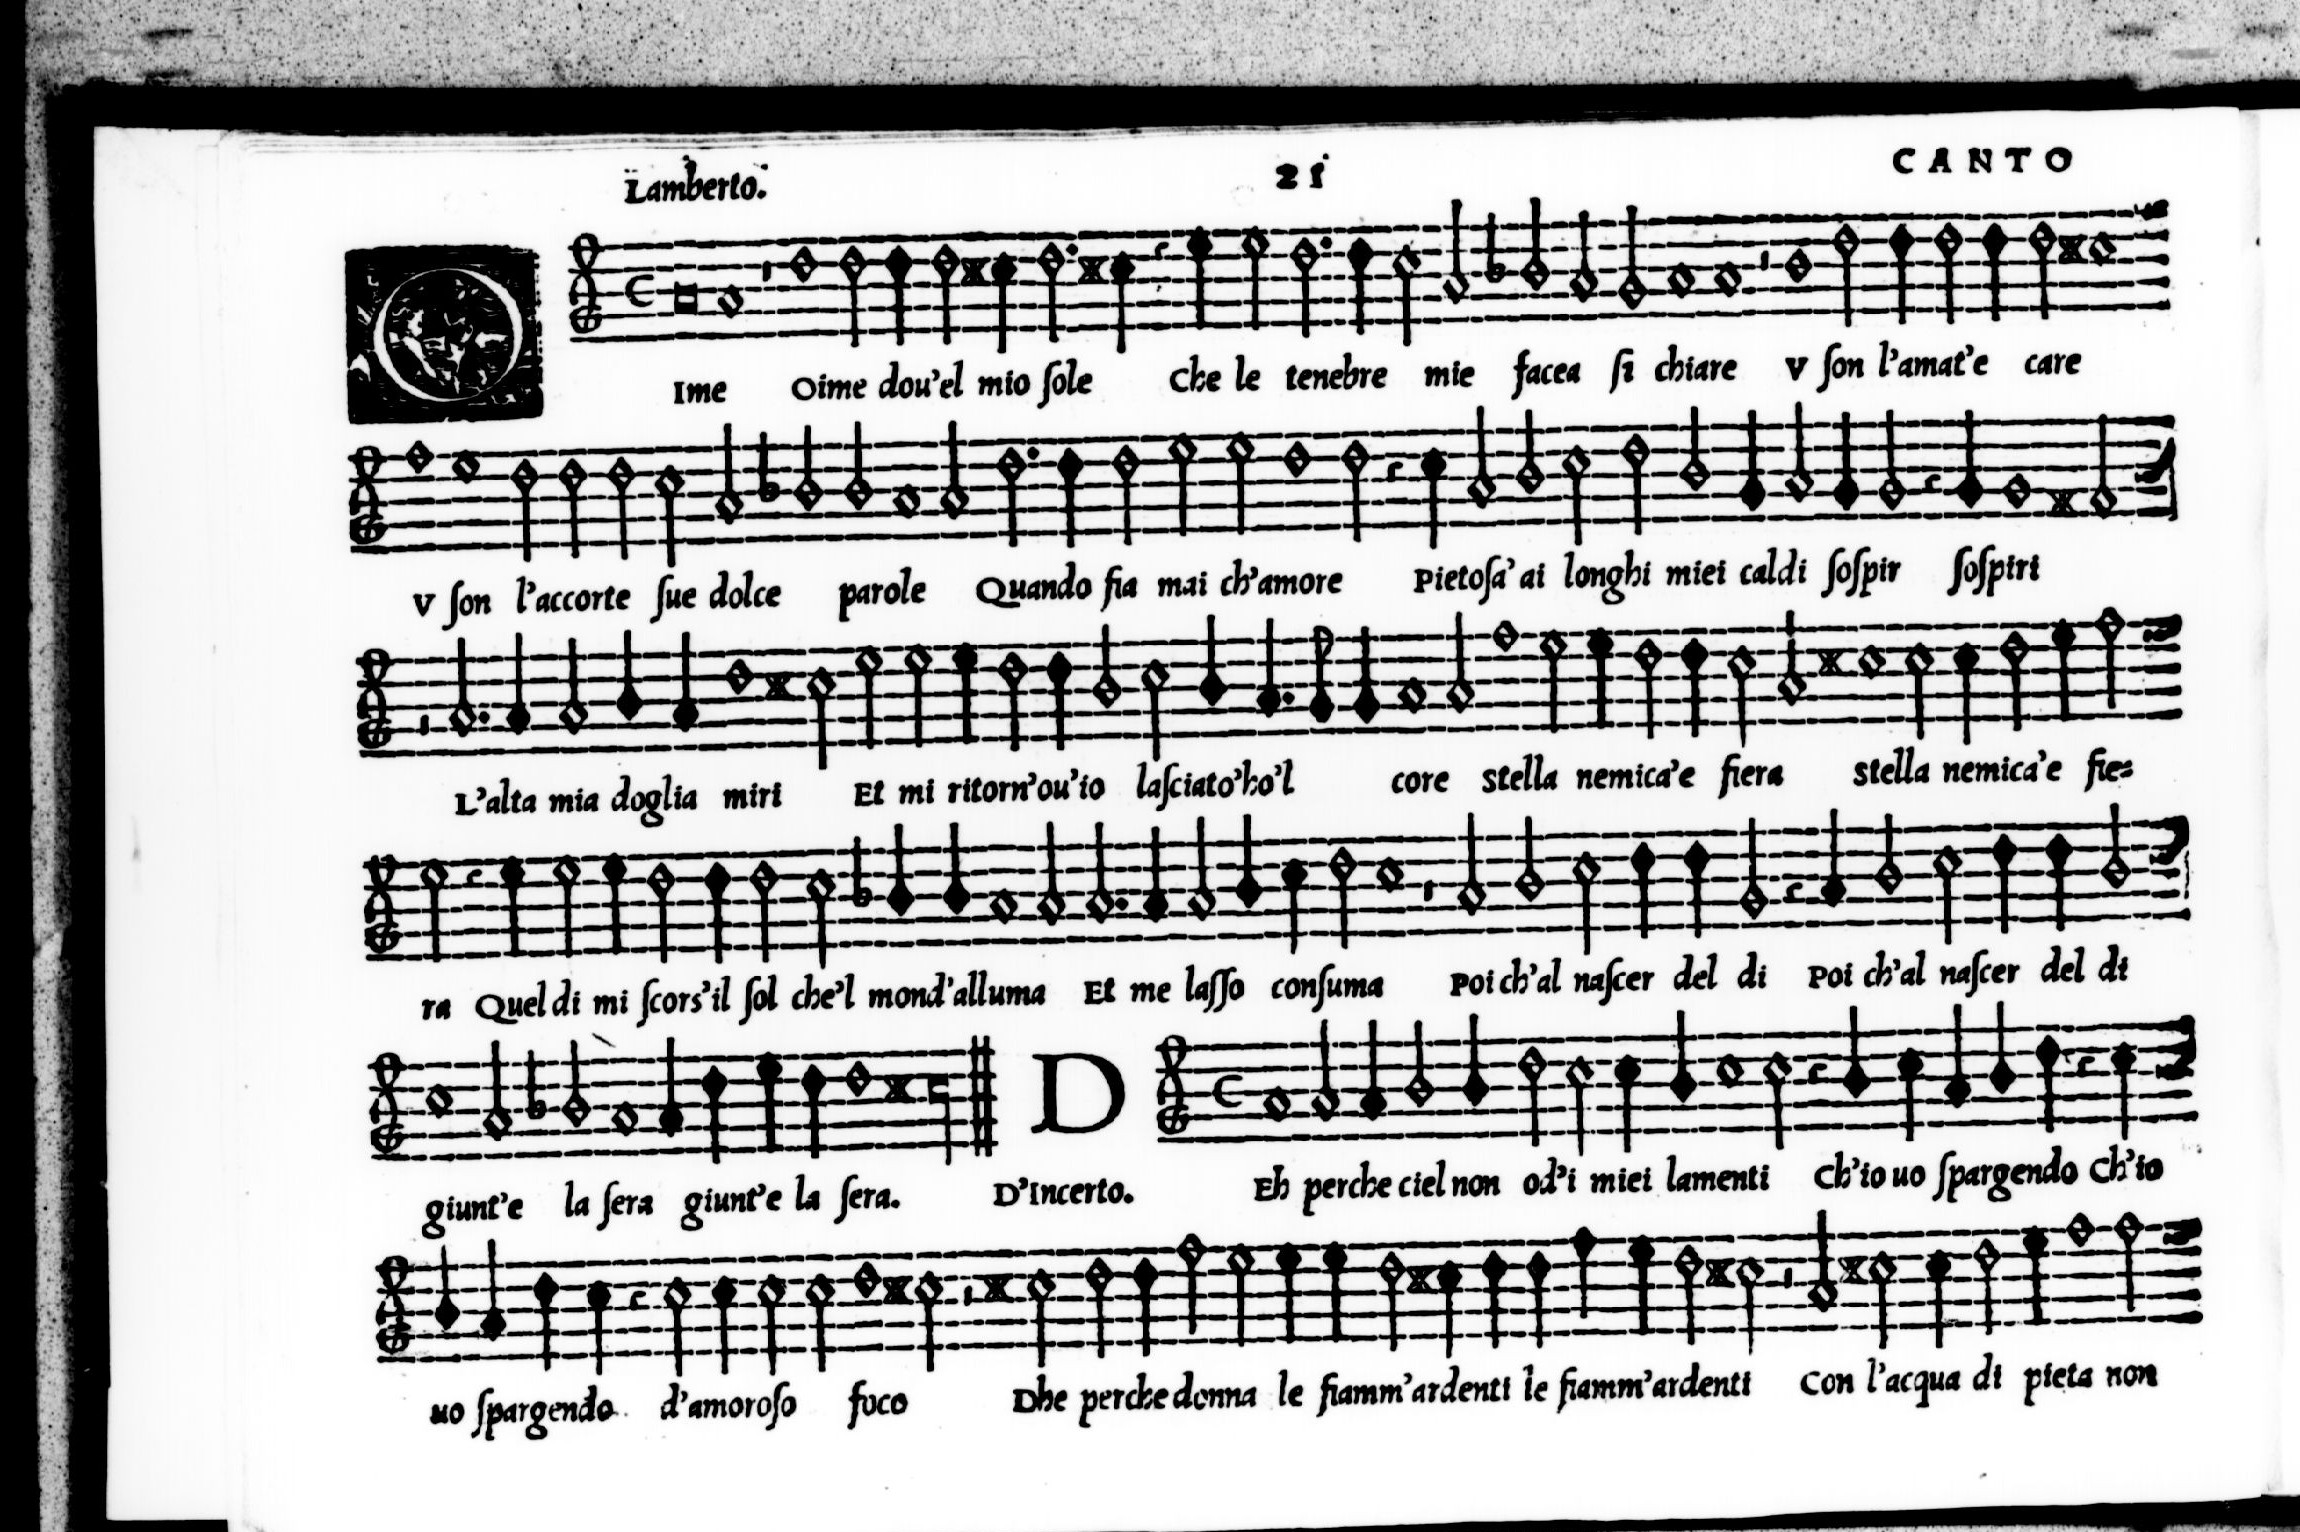 Lamberto. 21 CANTO
O
IME Oime dou'el mio ſole Che le tenebre mie facea ſi chiare V ſon l'amat'e care
V ſon l'accorte ſue dolce parole Quando fia mai ch'amore Pietoſa' ai longhi miei caldi ſoſpir ſoſpiri
L'alta mia doglia miri Et mi ritorn'ou'io laſciato'ho'l core Stella nemica'e fiera Stella nemica'e fie=
ra Quel di mi ſcors'il ſol che'l mond'alluma Et me laſſo conſuma Poi ch'al naſcer del di Poi ch'al naſcer del di
D
giunt'e la ſera giunt'e la ſera. D'Incerto. Eh perche ciel non od'i miei lamenti Ch'io uo ſpargendo Ch'io
uo ſpargendo d'amoroſo foco Dhe perche donna le fiamm'ardenti le fiamm'ardenti Con l'acqua di pieta non